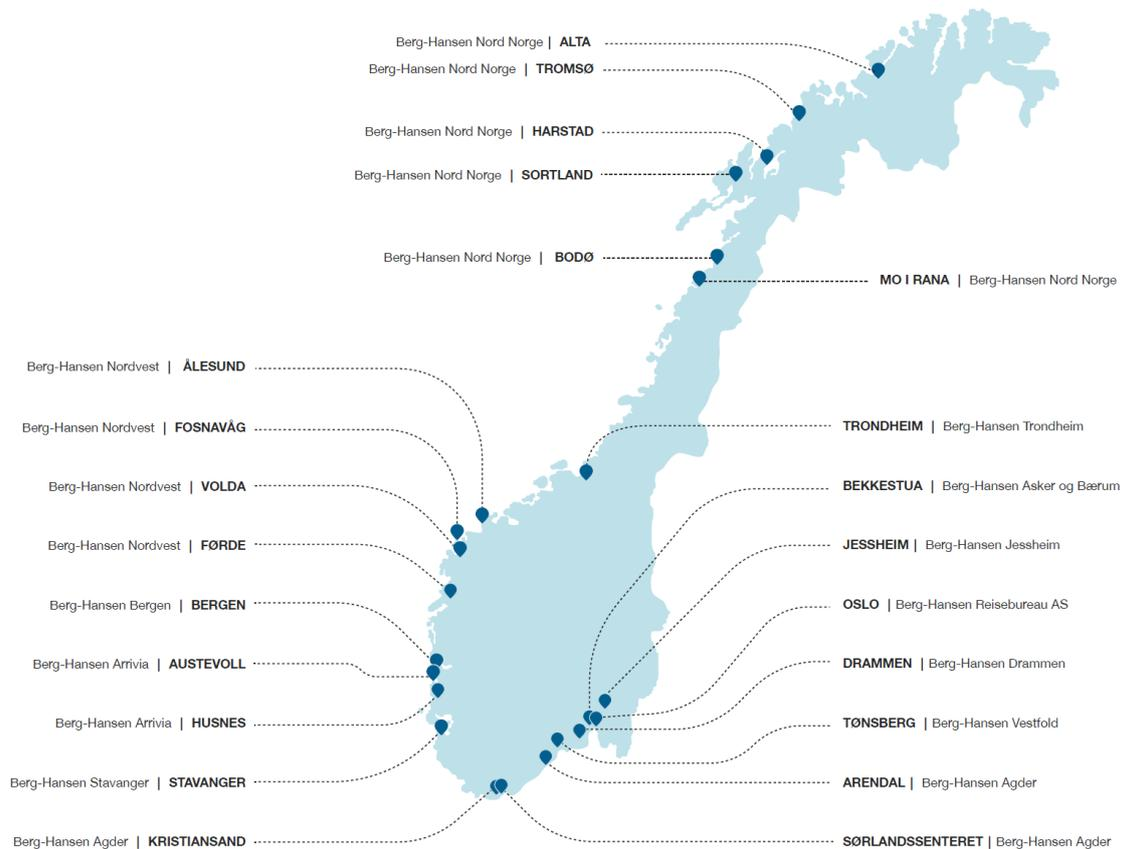 Berg-Hansen Nord Norge | ALTA
Berg-Hansen Nord Norge | TROMSØ
Berg-Hansen Nord Norge | HARSTAD
Berg-Hansen Nord Norge | SORTLAND
Berg-Hansen Nord Norge | BODØ
MO I RANA | Berg-Hansen Nord Norge
Berg-Hansen Nordvest | ÅLESUND
Berg-Hansen Nordvest | FOSNAVÅG
Berg-Hansen Nordvest | VOLDA
Berg-Hansen Nordvest | FØRDE
Berg-Hansen Bergen | BERGEN
Berg-Hansen Arrivia | AUSTEVOLL
Berg-Hansen Arrivia | HUSNES
Berg-Hansen Stavanger | STAVANGER
Berg-Hansen Agder | KRISTIANSAND
TRONDHEIM | Berg-Hansen Trondheim
BEKKESTUA | Berg-Hansen Asker og Bærum
JESSHEIM | Berg-Hansen Jessheim
OSLO | Berg-Hansen Reisebureau AS
DRAMMEN | Berg-Hansen Drammen
TØNSBERG | Berg-Hansen Vestfold
ARENDAL | Berg-Hansen Agder
SØRLANDSSENTERET | Berg-Hansen Agder